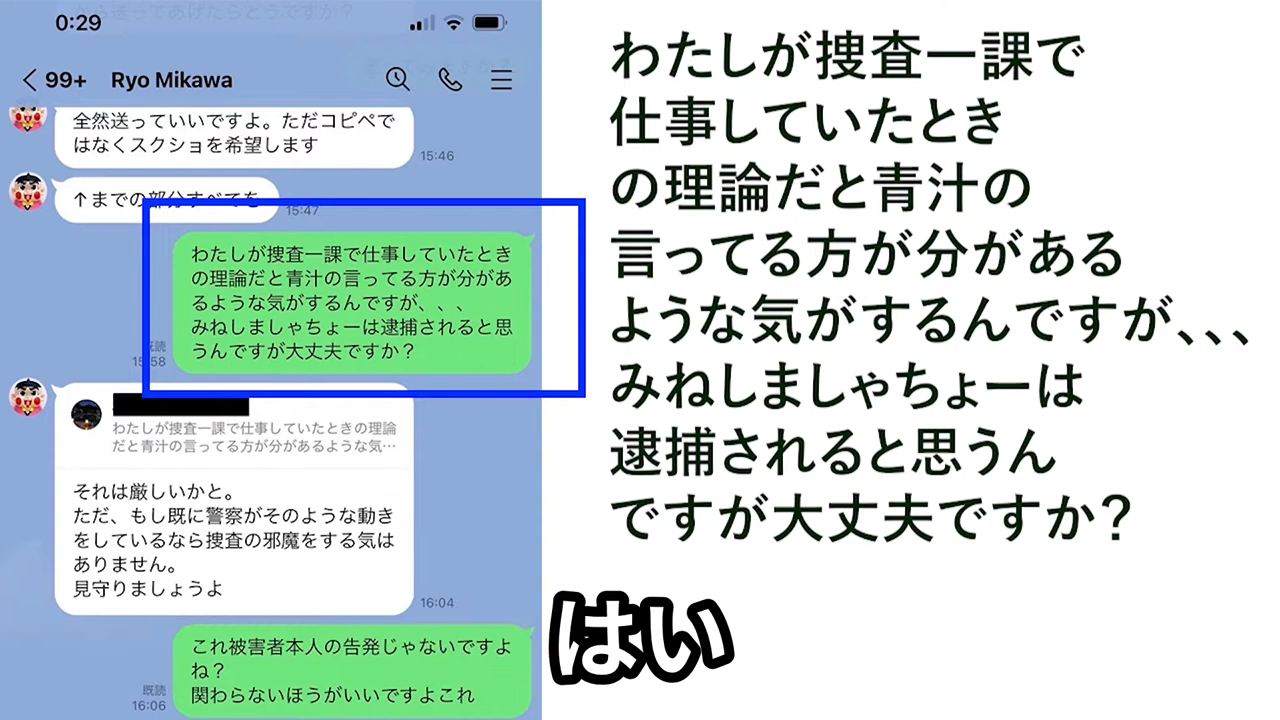 から送ってあげたらどうですか？
0:29
99+ Ryo Mikawa
全然送っていいですよ。ただコピペで
はなくスクショを希望します
15:46
↑までの部分すべてを
15:47
わたしが捜査一課で仕事していたとき
の理論だと青汁の言ってる方が分があ
るような気がするんですが、、、
みねしましゃちょーは逮捕されると思
うんですが大丈夫ですか？
既読
15:58
わたしが捜査一課で仕事していたときの理論
だと青汁の言ってる方が分があるような気…
それは厳しいかと。
ただ、もし既に警察がそのような動き
をしているなら捜査の邪魔をする気は
ありません。
見守りましょうよ
16:04
これ被害者本人の告発じゃないですよ
ね？
関わらないほうがいいですよこれ
既読
16:06
わたしが捜査一課で
仕事していたとき
の理論だと青汁の
言ってる方が分がある
ような気がするんですが、、、
みねしましゃちょーは
逮捕されると思うん
ですが大丈夫ですか？
はい